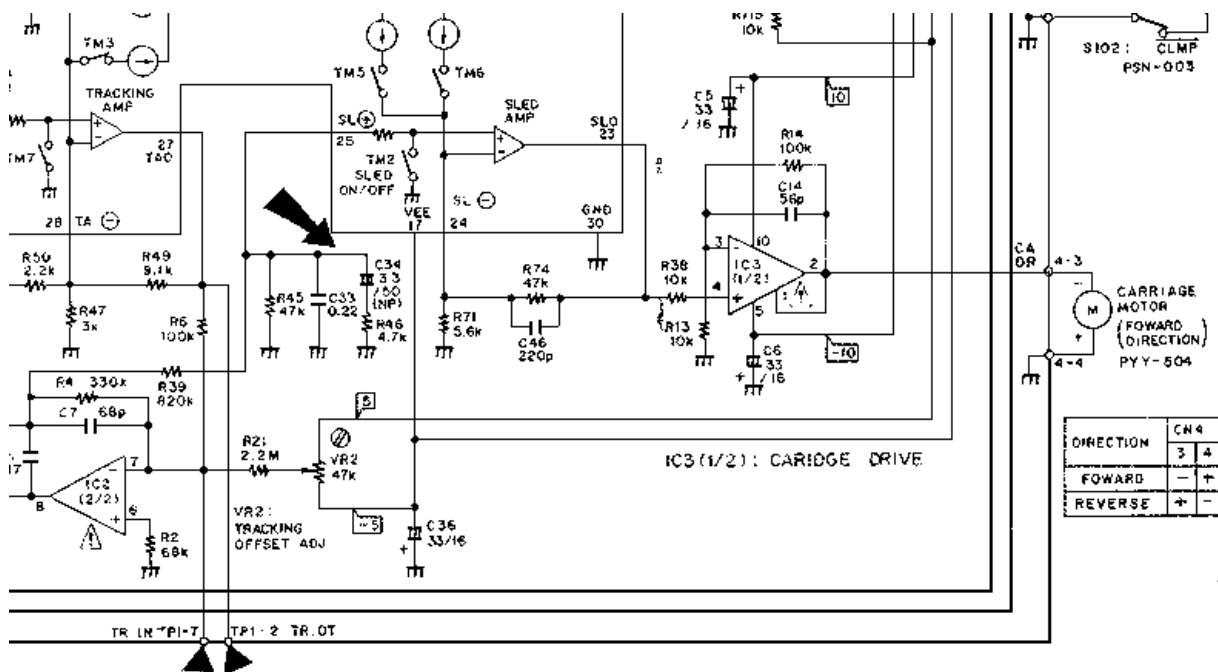 R715
10k
S102: CLMP
PSN-003
TM3
TM5
TM6
TRACKING
AMP
SLED
AMP
SLO
23
C5
33
/16
10
R14
100k
SL +
25
27
TAO
TM7
TM2
SLED
ON/OFF
C14
56p
28 TA -
VEE
17
SL -
24
GND
30
3
10
IC3
(1/2)
2
4
5
CA
DR
4-3
R50
2.2k
R49
9.1k
C34
3.3
/50
(NP)
R74
47k
R38
10k
CARRIAGE
MOTOR
(FOWARD
DIRECTION)
PYY-504
M
R45
47k
C33
0.22
R46
4.7k
R71
5.6k
C46
220p
R13
10k
-10
C6
33
/16
4-4
R47
3k
R6
100k
R4 330k
R39
820k
C7 68p
5
R21
2.2M
VR2
47k
IC3(1/2): CARIDGE DRIVE
DIRECTION CN4
3 4
FOWARD - +
REVERSE + -
7
IC2
(2/2)
8
6
R2
68k
-5
VR2:
TRACKING
OFFSET ADJ
C36
33/16
TR IN TP1-7 TP1-2 TR.OT